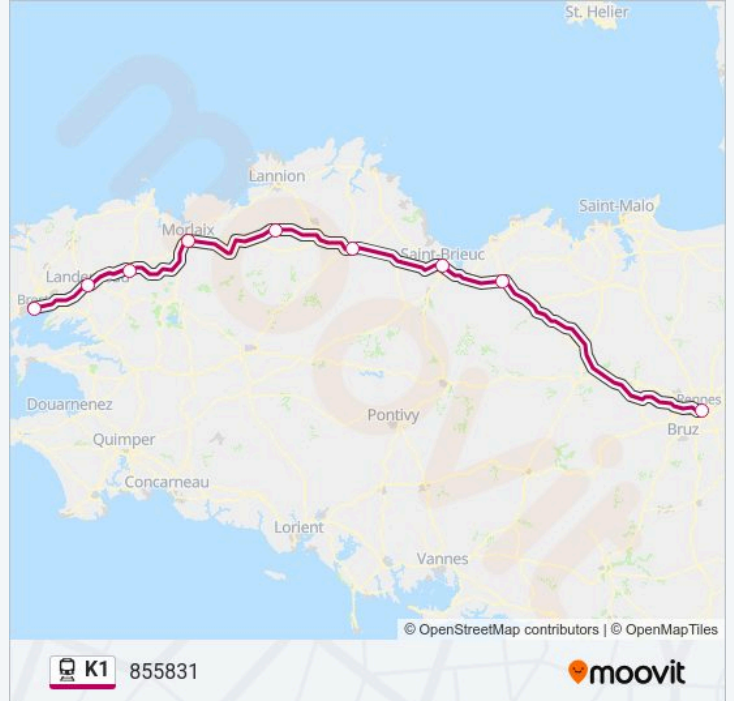 St. Helier
Lannion
Saint-Malo
Morlaix
Saint-Brieuc
Rennes
Douarnenez
Pontivy
Bruz
Quimper
Concarneau
Lorient
Vannes
© OpenStreetMap contributors | © OpenMapTiles
K1 855831
moovit